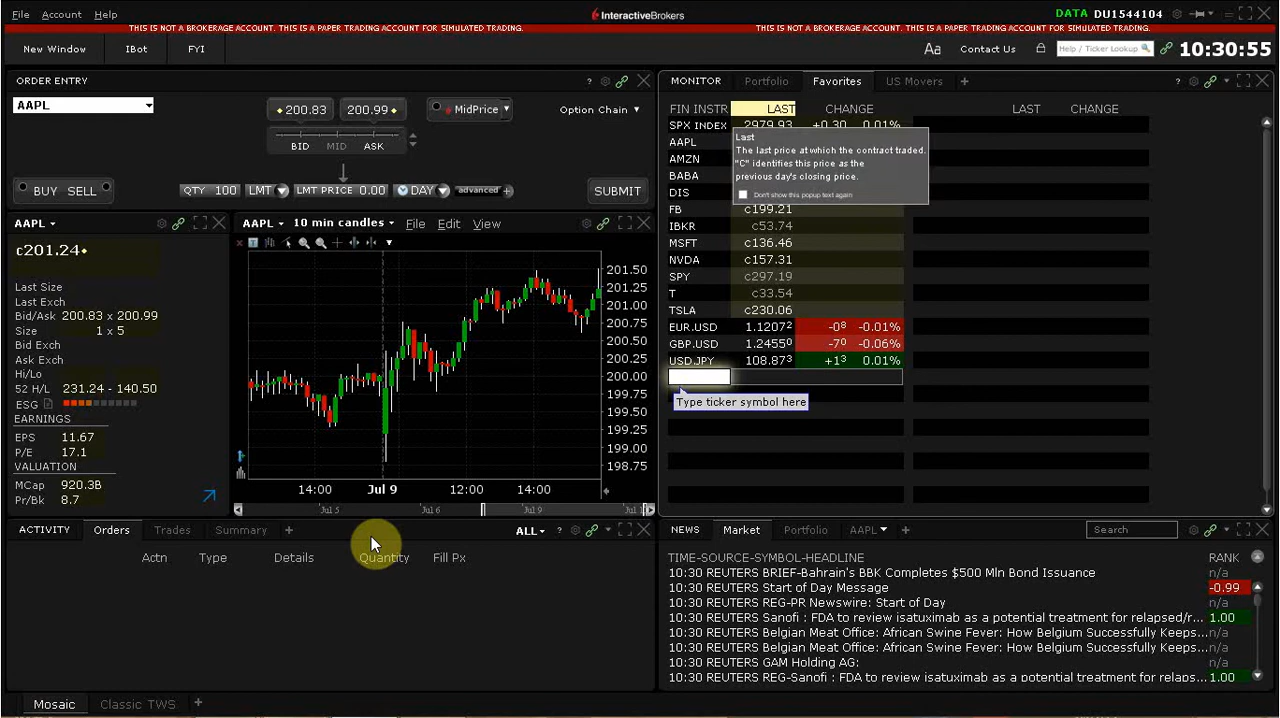 File Account Help InteractiveBrokers DATA DU1544104
THIS IS NOT A BROKERAGE ACCOUNT. THIS IS A PAPER TRADING ACCOUNT FOR SIMULATED TRADING. THIS IS NOT A BROKERAGE ACCOUNT. THIS IS A PAPER TRADING ACCOUNT FOR SIMULATED TRADING.
New Window IBot FYI Aa Contact Us Help / Ticker Lookup 10:30:55
ORDER ENTRY
AAPL
200.83 200.99 MidPrice Option Chain
BID MID ASK
BUY SELL QTY 100 LMT LMT PRICE 0.00 DAY advanced SUBMIT
AAPL
c201.24
Last Size
Last Exch
Bid/Ask 200.83 x 200.99
Size 1 x 5
Bid Exch
Ask Exch
Hi/Lo
52 H/L 231.24 - 140.50
ESG
EARNINGS
EPS 11.67
P/E 17.1
VALUATION
MCap 920.3B
Pr/Bk 8.7
AAPL 10 min candles File Edit View
201.50
201.25
201.00
200.75
200.50
200.25
200.00
199.75
199.50
199.25
199.00
198.75
14:00 Jul 9 12:00 14:00
Jul 5 Jul 6 Jul 9
MONITOR Portfolio Favorites US Movers +
FIN INSTR LAST CHANGE LAST CHANGE
SPX INDEX 2979.93 +0.30 0.01%
AAPL
AMZN
BABA
DIS
Last
The last price at which the contract traded.
"C" identifies this price as the
previous day's closing price.
Don't show this popup text again
FB c199.21
IBKR c53.74
MSFT c136.46
NVDA c157.31
SPY c297.19
T c33.54
TSLA c230.06
EUR.USD 1.12072 -08 -0.01%
GBP.USD 1.24550 -70 -0.06%
USD.JPY 108.873 +13 0.01%
Type ticker symbol here
ACTIVITY Orders Trades Summary + ALL
Actn Type Details Quantity Fill Px
NEWS Market Portfolio AAPL + Search
TIME-SOURCE-SYMBOL-HEADLINE RANK
10:30 REUTERS BRIEF-Bahrain's BBK Completes $500 Mln Bond Issuance n/a
10:30 REUTERS Start of Day Message -0.99
10:30 REUTERS REG-PR Newswire: Start of Day n/a
10:30 REUTERS Sanofi : FDA to review isatuximab as a potential treatment for relapsed/r... 1.00
10:30 REUTERS Belgian Meat Office: African Swine Fever: How Belgium Successfully Keeps... n/a
10:30 REUTERS Belgian Meat Office: African Swine Fever: How Belgium Successfully Keeps... n/a
10:30 REUTERS GAM Holding AG: n/a
10:30 REUTERS REG-Sanofi : FDA to review isatuximab as a potential treatment for relaps... 1.00
Mosaic Classic TWS +